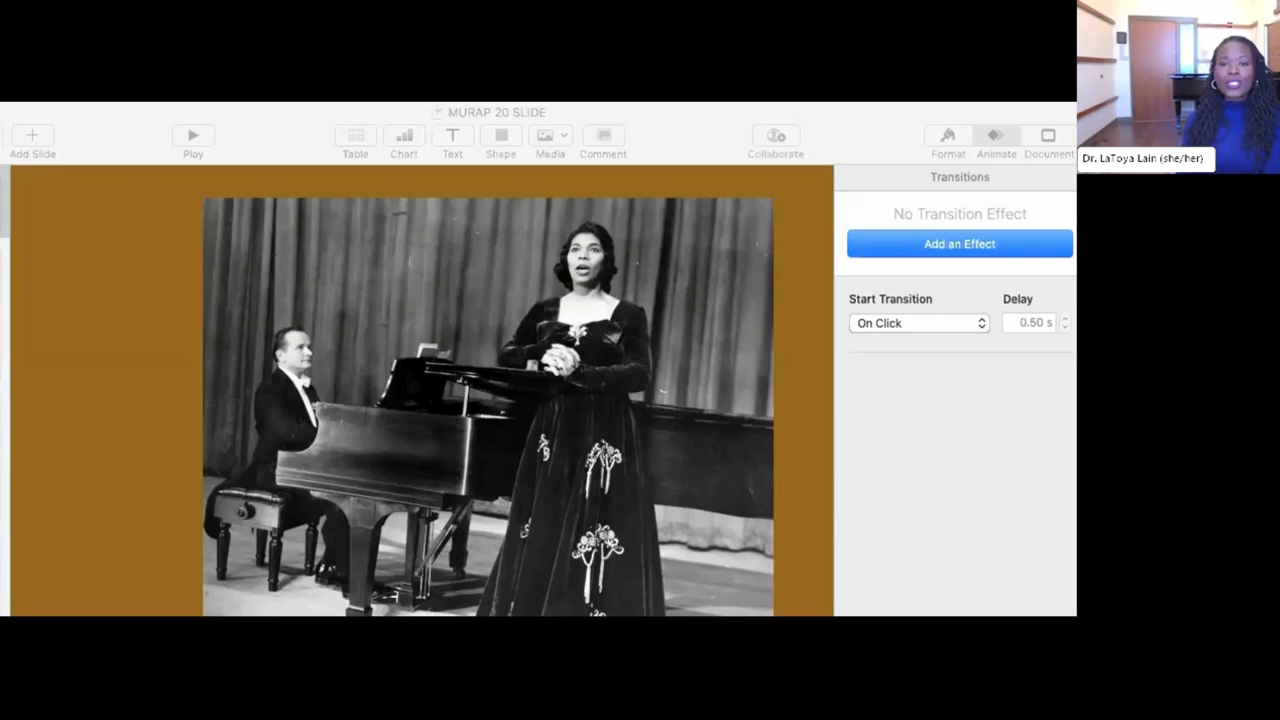 MURAP 20 SLIDE
Add Slide
Play
Table
Chart
Text
Shape
Media
Comment
Collaborate
Format
Animate
Document
Transitions
No Transition Effect
Add an Effect
Start Transition
Delay
On Click
0.50 s
Dr. LaToya Lain (she/her)